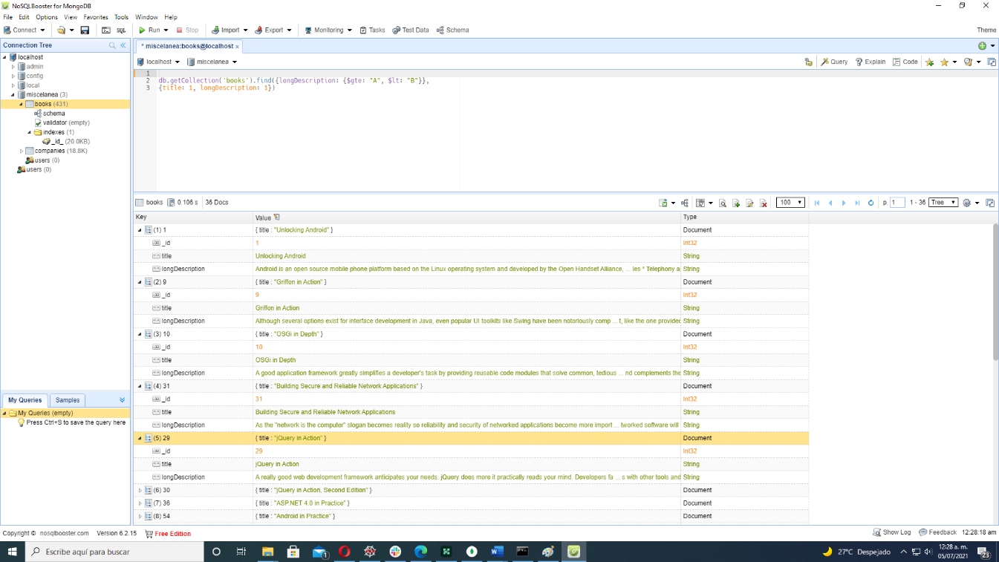 NoSQLBooster for MongoDB
File Edit Options View Favorites Tools Window Help
Connect SQL Run Stop Import Export Monitoring Tasks Test Data Schema Theme
Connection Tree
localhost
admin
config
local
miscelanea (3)
books (431)
schema
validator (empty)
indexes (1)
_id_ (20.0KB)
companies (18.8K)
users (0)
users (0)
My Queries Samples
My Queries (empty)
Press Ctrl+S to save the query here
* miscelanea:books@localhost ×
localhost miscelanea Query Explain Code
1
2 db.getCollection('books').find({longDescription: {$gte: "A", $lt: "B"}},
3 {title: 1, longDescription: 1})
books 0.106 s 36 Docs 100 p. 1 1 - 36 Tree
Key Value Type
(1) 1 { title : "Unlocking Android" } Document
_id 1 Int32
title Unlocking Android String
longDescription Android is an open source mobile phone platform based on the Linux operating system and developed by the Open Handset Alliance, ... ies * Telephony a String
(2) 9 { title : "Griffon in Action" } Document
_id 9 Int32
title Griffon in Action String
longDescription Although several options exist for interface development in Java, even popular UI toolkits like Swing have been notoriously comp ... t, like the one provided String
(3) 10 { title : "OSGi in Depth" } Document
_id 10 Int32
title OSGi in Depth String
longDescription A good application framework greatly simplifies a developer's task by providing reusable code modules that solve common, tedious ... nd complements the String
(4) 31 { title : "Building Secure and Reliable Network Applications" } Document
_id 31 Int32
title Building Secure and Reliable Network Applications String
longDescription As the "network is the computer" slogan becomes reality so reliability and security of networked applications become more import ... tworked software will String
(5) 29 { title : "jQuery in Action" } Document
_id 29 Int32
title jQuery in Action String
longDescription A really good web development framework anticipates your needs. jQuery does more it practically reads your mind. Developers fa ... s with other tools and String
(6) 30 { title : "jQuery in Action, Second Edition" } Document
(7) 36 { title : "ASP.NET 4.0 in Practice" } Document
(8) 54 { title : "Android in Practice" } Document
Copyright © nosqlbooster.com Version 6.2.15 Free Edition Show Log Feedback 12:28:18 am
Escribe aquí para buscar 1 27°C Despejado 12:28 a. m.
05/07/2021 23